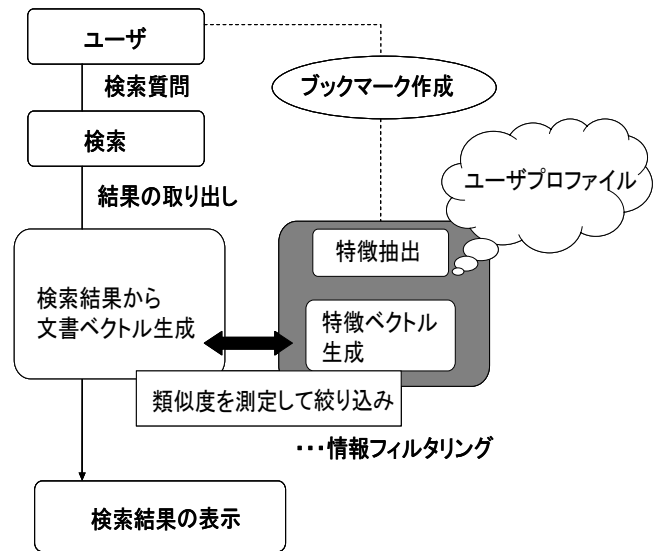 ユーザ
検索質問
ブックマーク作成
検索
ユーザプロファイル
結果の取り出し
特徴抽出
検索結果から
文書ベクトル生成
特徴ベクトル
生成
類似度を測定して絞り込み
･･･情報フィルタリング
検索結果の表示